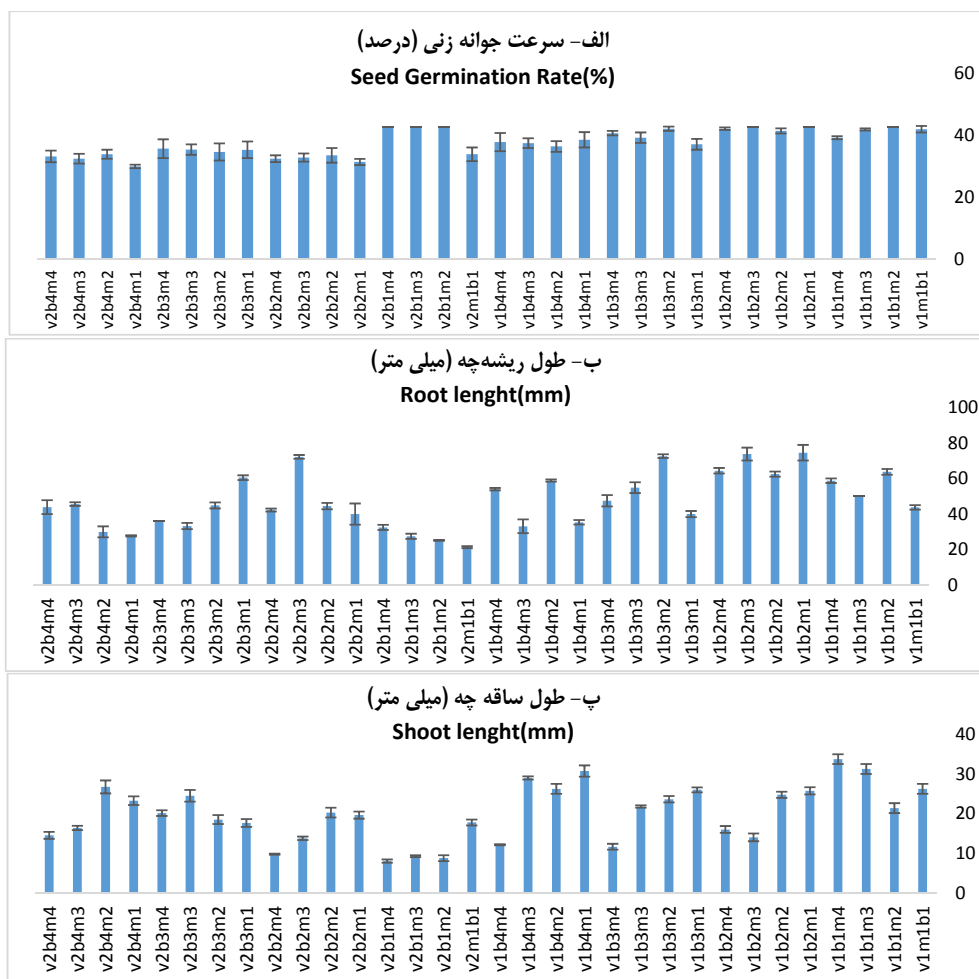 الف- سرعت جوانه زنی (درصد)
Seed Germination Rate(%)
60
40
20
0
v2b4m4 v2b4m3 v2b4m2 v2b4m1 v2b3m4 v2b3m3 v2b3m2 v2b3m1 v2b2m4 v2b2m3 v2b2m2 v2b2m1 v2b1m4 v2b1m3 v2b1m2 v2m1b1 v1b4m4 v1b4m3 v1b4m2 v1b4m1 v1b3m4 v1b3m3 v1b3m2 v1b3m1 v1b2m4 v1b2m3 v1b2m2 v1b2m1 v1b1m4 v1b1m3 v1b1m2 v1m1b1
ب- طول ریشه‌چه (میلی متر)
Root lenght(mm)
100
80
60
40
20
0
v2b4m4 v2b4m3 v2b4m2 v2b4m1 v2b3m4 v2b3m3 v2b3m2 v2b3m1 v2b2m4 v2b2m3 v2b2m2 v2b2m1 v2b1m4 v2b1m3 v2b1m2 v2m1b1 v1b4m4 v1b4m3 v1b4m2 v1b4m1 v1b3m4 v1b3m3 v1b3m2 v1b3m1 v1b2m4 v1b2m3 v1b2m2 v1b2m1 v1b1m4 v1b1m3 v1b1m2 v1m1b1
پ- طول ساقه چه (میلی متر)
Shoot lenght(mm)
40
30
20
10
0
v2b4m4 v2b4m3 v2b4m2 v2b4m1 v2b3m4 v2b3m3 v2b3m2 v2b3m1 v2b2m4 v2b2m3 v2b2m2 v2b2m1 v2b1m4 v2b1m3 v2b1m2 v2m1b1 v1b4m4 v1b4m3 v1b4m2 v1b4m1 v1b3m4 v1b3m3 v1b3m2 v1b3m1 v1b2m4 v1b2m3 v1b2m2 v1b2m1 v1b1m4 v1b1m3 v1b1m2 v1m1b1